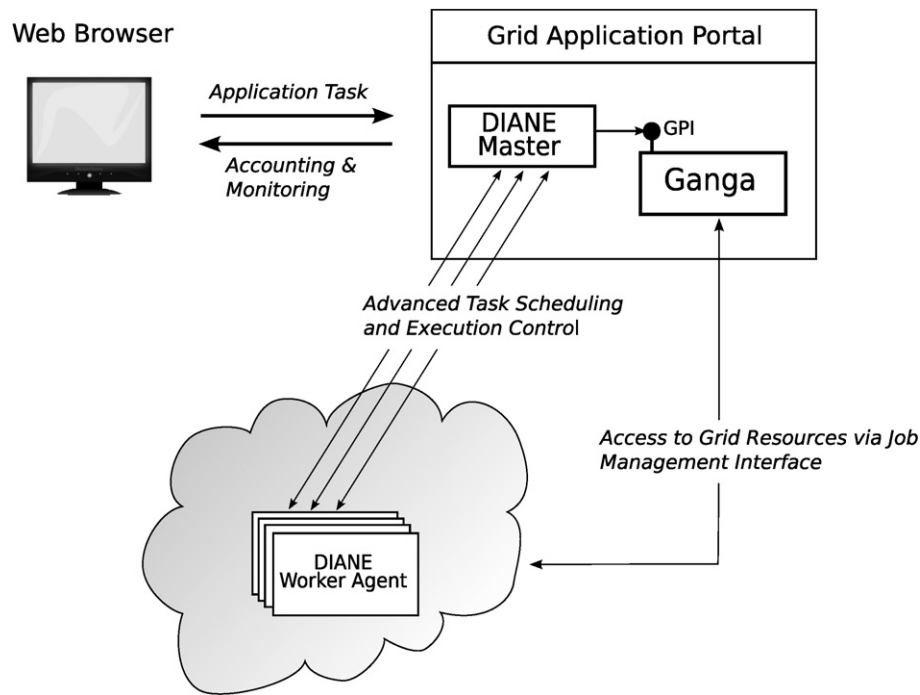 Web Browser
Grid Application Portal
Application Task
Accounting &
Monitoring
DIANE
Master
GPI
Ganga
Advanced Task Scheduling
and Execution Control
Access to Grid Resources via Job
Management Interface
DIANE
Worker Agent